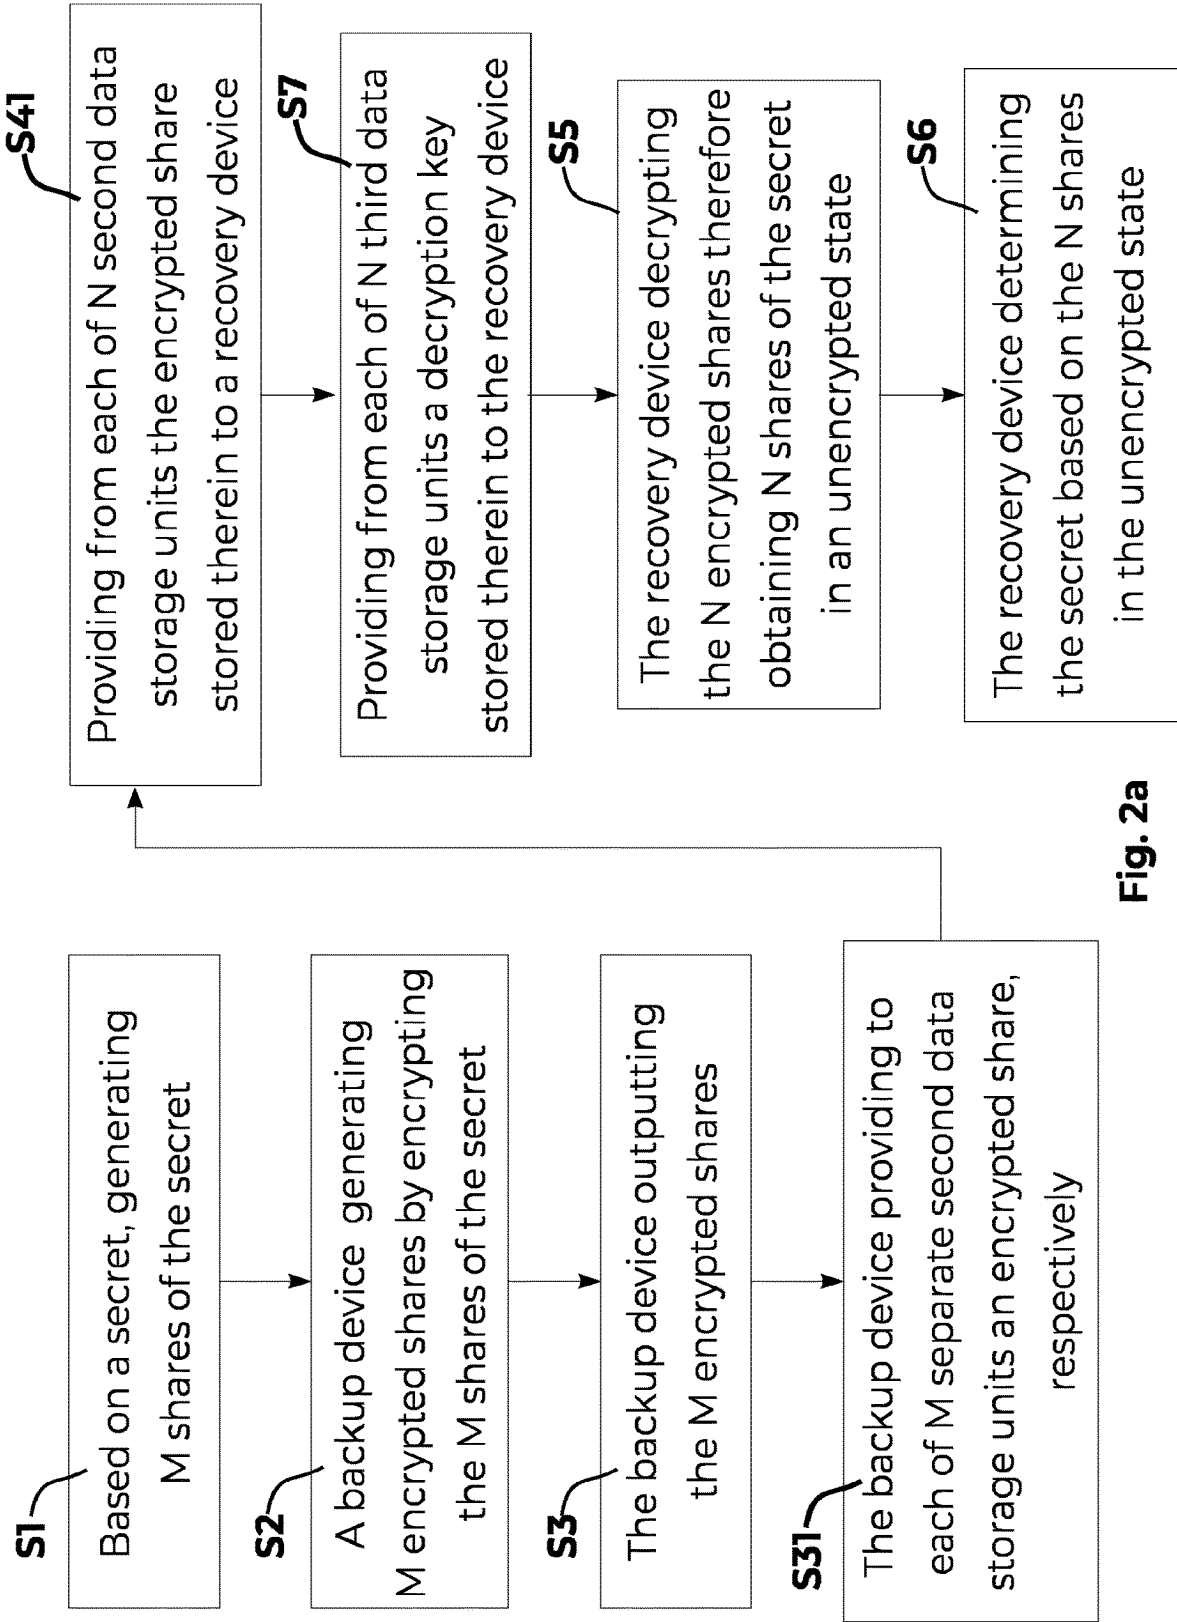 S1
Based on a secret, generating
M shares of the secret
S2
A backup device generating
M encrypted shares by encrypting
the M shares of the secret
S3
The backup device outputting
the M encrypted shares
S31
The backup device providing to
each of M separate second data
storage units an encrypted share,
respectively
S41
Providing from each of N second data
storage units the encrypted share
stored therein to a recovery device
S7
Providing from each of N third data
storage units a decryption key
stored therein to the recovery device
S5
The recovery device decrypting
the N encrypted shares therefore
obtaining N shares of the secret
in an unencrypted state
S6
The recovery device determining
the secret based on the N shares
in the unencrypted state
Fig. 2a